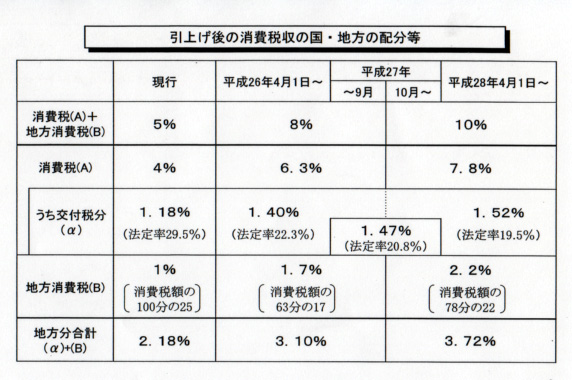 引上げ後の消費税収の国・地方の配分等
現行
平成26年4月1日～
平成27年
～9月
10月～
平成28年4月1日～
消費税(A)＋
地方消費税(B)
5%
8%
10%
消費税(A)
4%
6. 3%
7. 8%
うち交付税分
(α)
1. 18%
(法定率29.5%)
1. 40%
(法定率22.3%)
1. 47%
(法定率20.8%)
1. 52%
(法定率19.5%)
地方消費税(B)
1%
消費税額の
100分の25
1. 7%
消費税額の
63分の17
2. 2%
消費税額の
78分の22
地方分合計
(α)+(B)
2. 18%
3. 10%
3. 72%